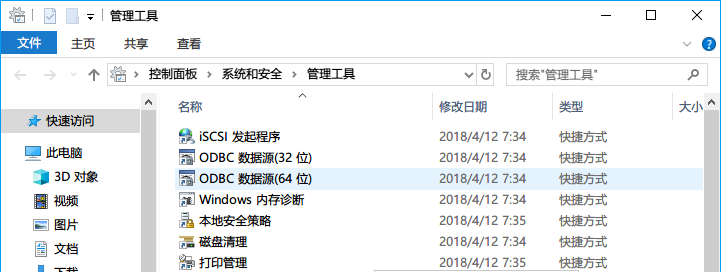 管理工具
文件 主页 共享 查看
控制面板 系统和安全 管理工具 搜索"管理工具"
名称 修改日期 类型 大小
快速访问
此电脑
3D 对象
视频
图片
文档
下载
iSCSI 发起程序 2018/4/12 7:34 快捷方式
ODBC 数据源(32 位) 2018/4/12 7:34 快捷方式
ODBC 数据源(64 位) 2018/4/12 7:34 快捷方式
Windows 内存诊断 2018/4/12 7:34 快捷方式
本地安全策略 2018/4/12 7:35 快捷方式
磁盘清理 2018/4/12 7:34 快捷方式
打印管理 2018/4/12 7:35 快捷方式